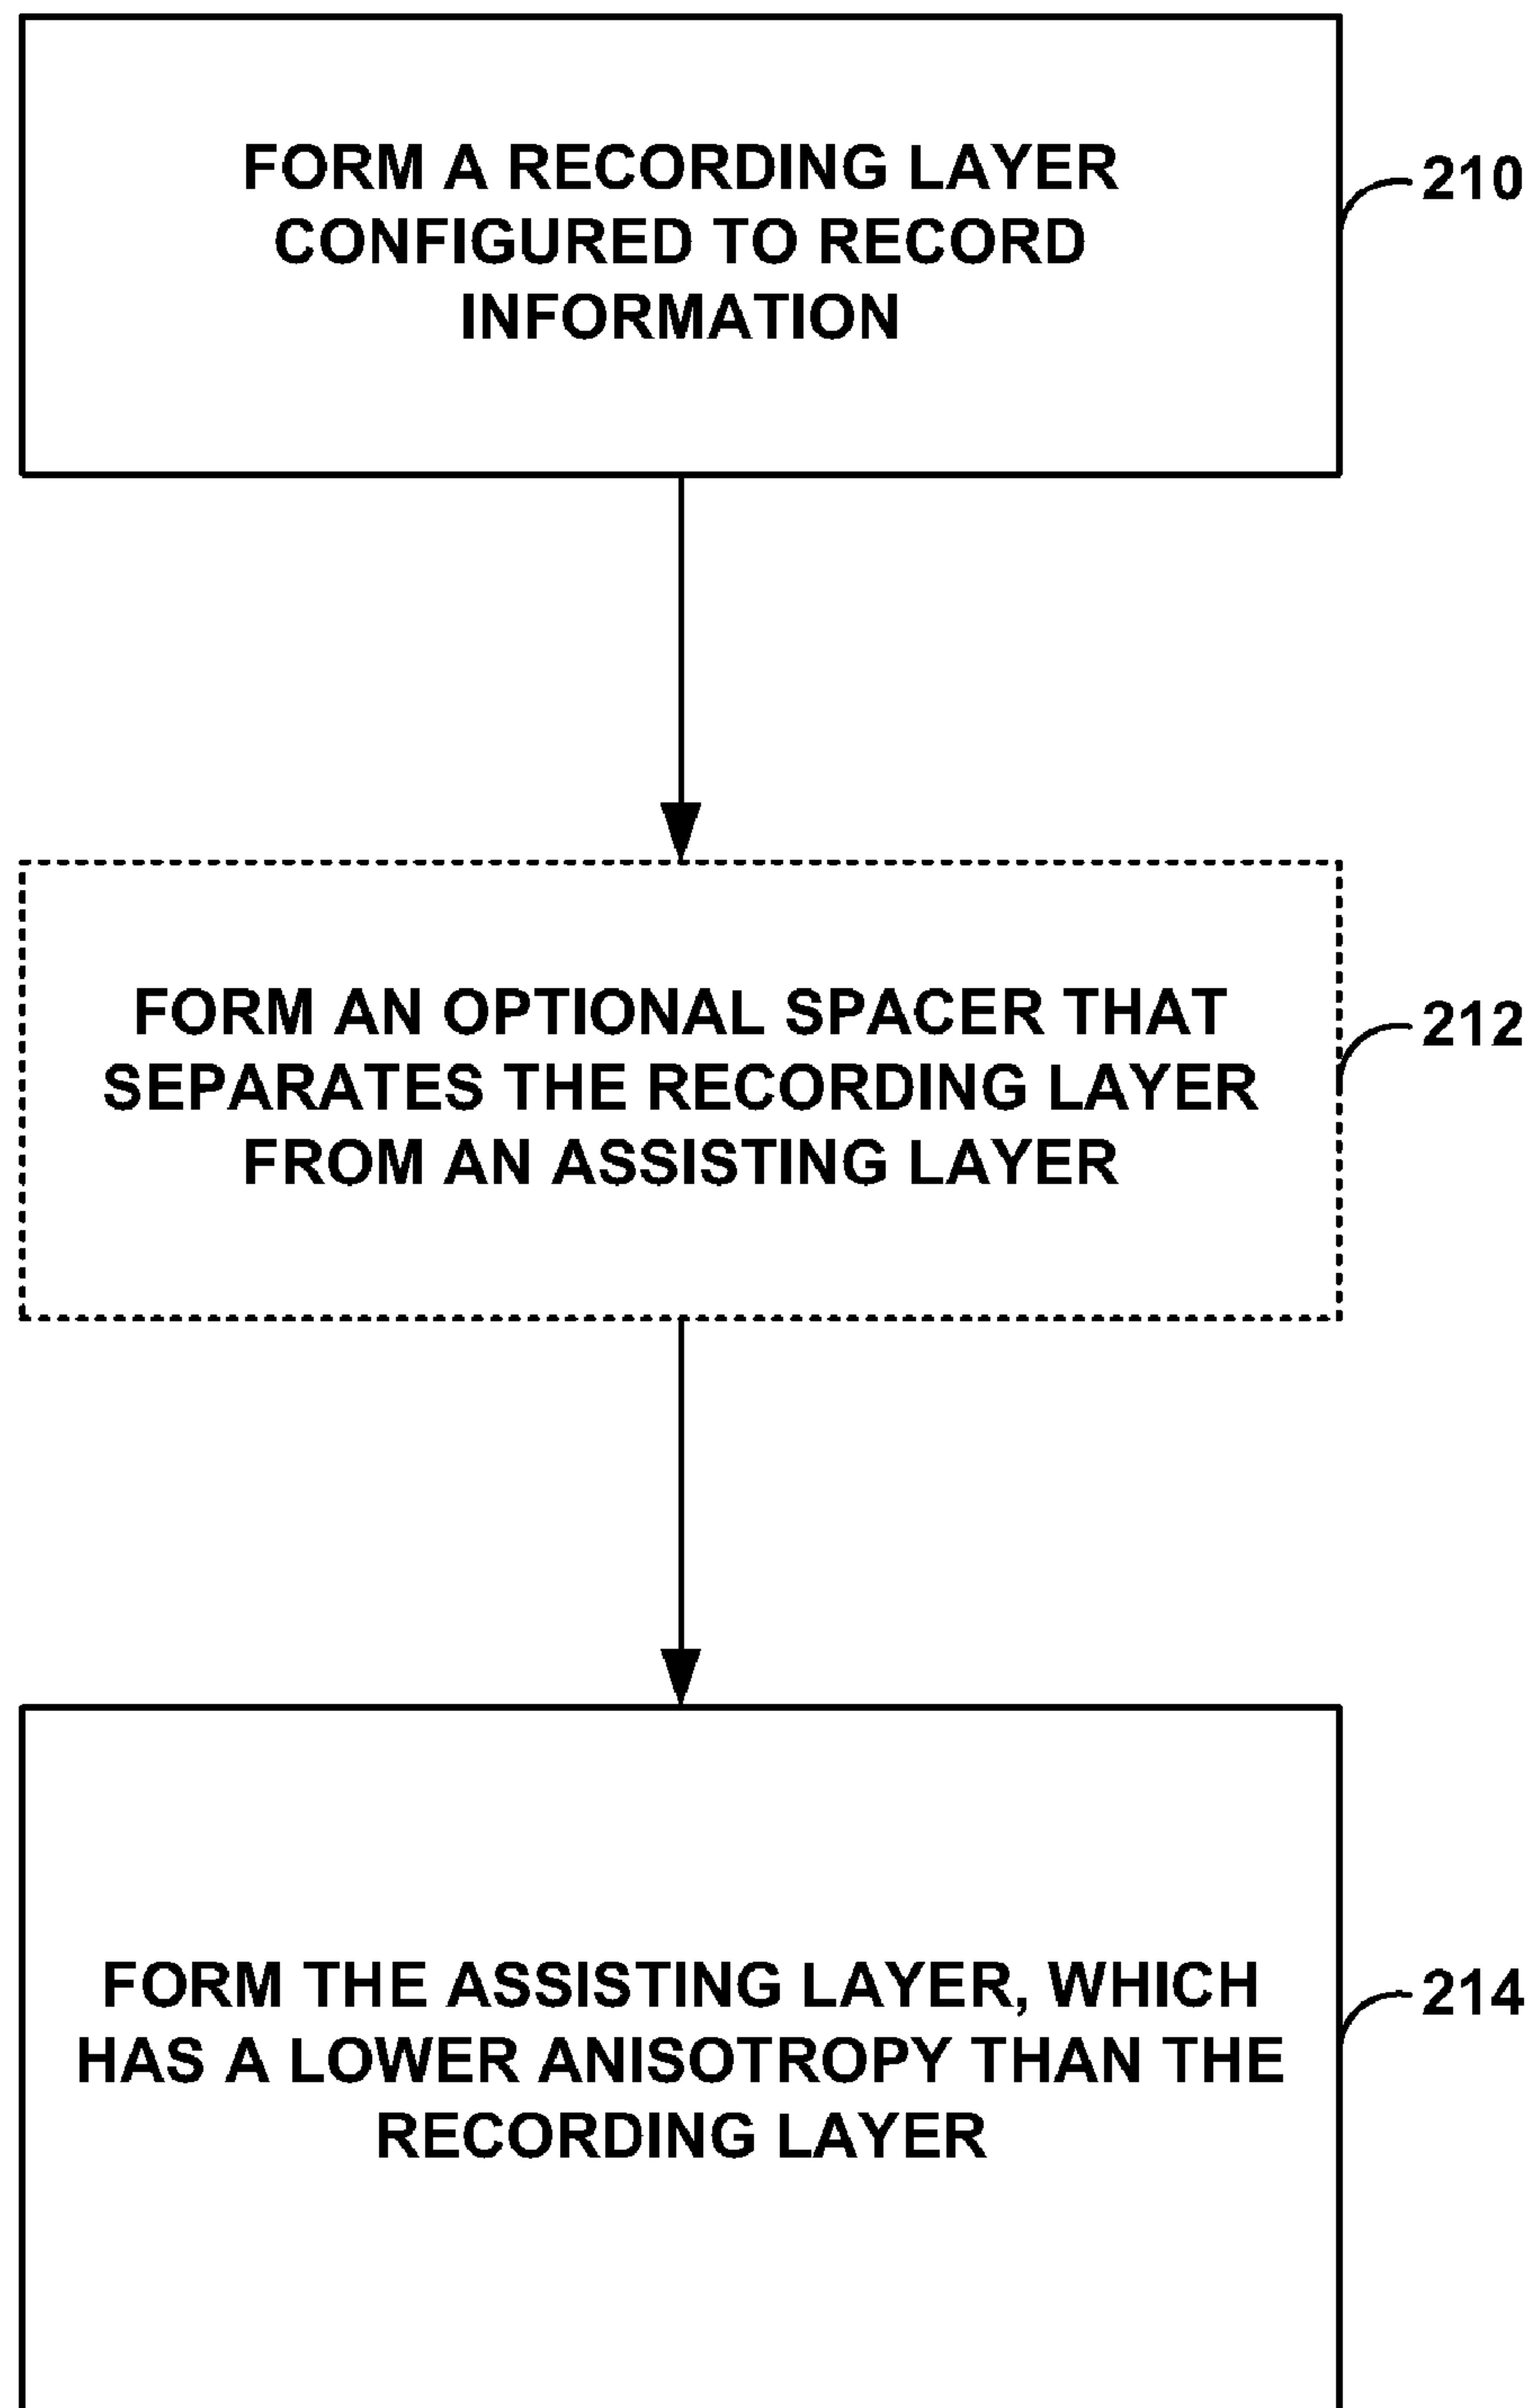 FORM A RECORDING LAYER
CONFIGURED TO RECORD
INFORMATION
210
FORM AN OPTIONAL SPACER THAT
SEPARATES THE RECORDING LAYER
FROM AN ASSISTING LAYER
212
FORM THE ASSISTING LAYER, WHICH
HAS A LOWER ANISOTROPY THAN THE
RECORDING LAYER
214